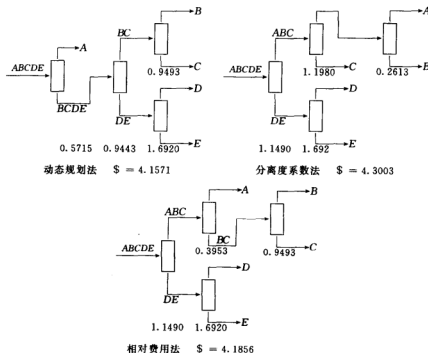 B
BC
A
ABCDE
0.9493
C
D
BCDE
DE
E
0.5715 0.9443 1.6920
动态规划法 $ = 4.1571
A
ABC
ABCDE
1.1980
C
0.2613
B
D
DE
E
1.1490 1.692
分离度系数法 $ = 4.3003
A
B
ABC
BC
ABCDE
0.3953
0.9493
C
D
DE
E
1.1490 1.6920
相对费用法 $ = 4.1856